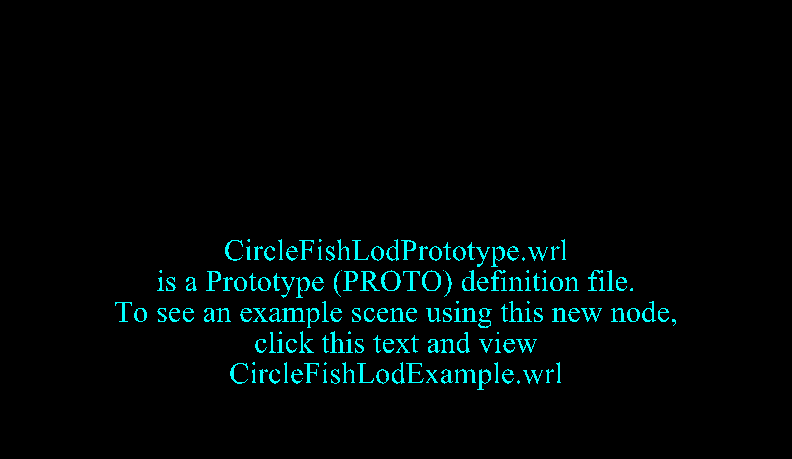 CircleFishLodPrototype.wrl
is a Prototype (PROTO) definition file.
To see an example scene using this new node,
click this text and view
CircleFishLodExample.wrl